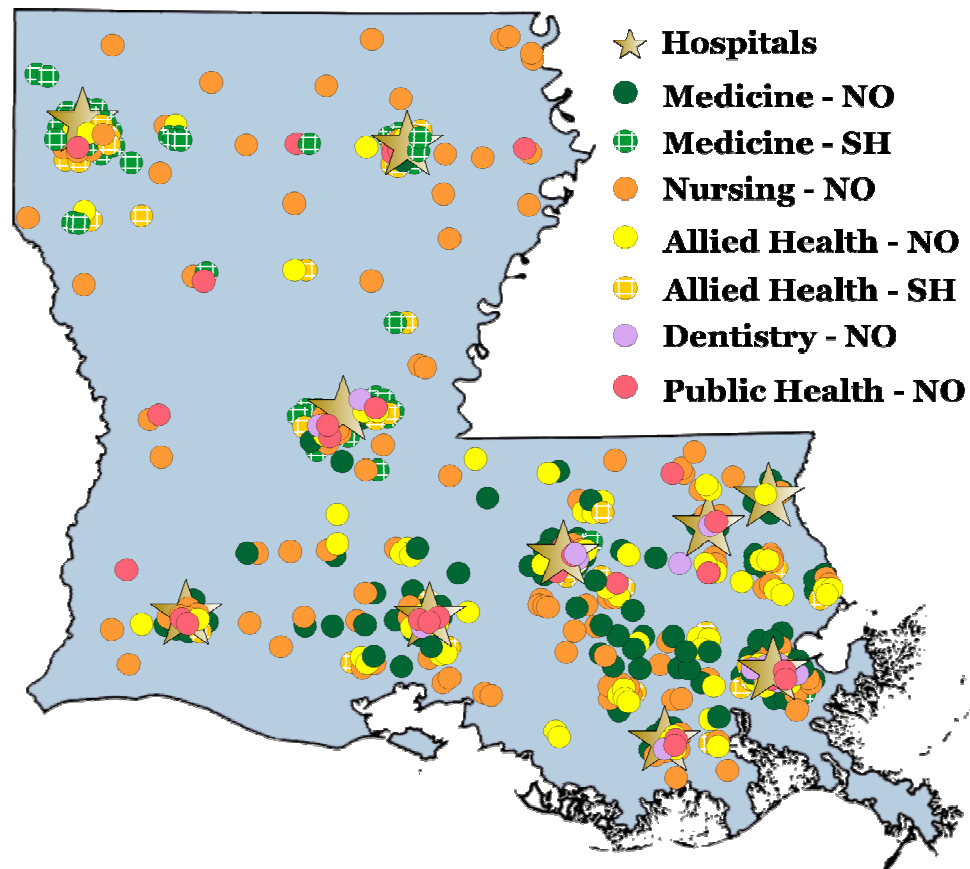 Hospitals
Medicine - NO
Medicine - SH
Nursing - NO
Allied Health - NO
Allied Health - SH
Dentistry - NO
Public Health - NO